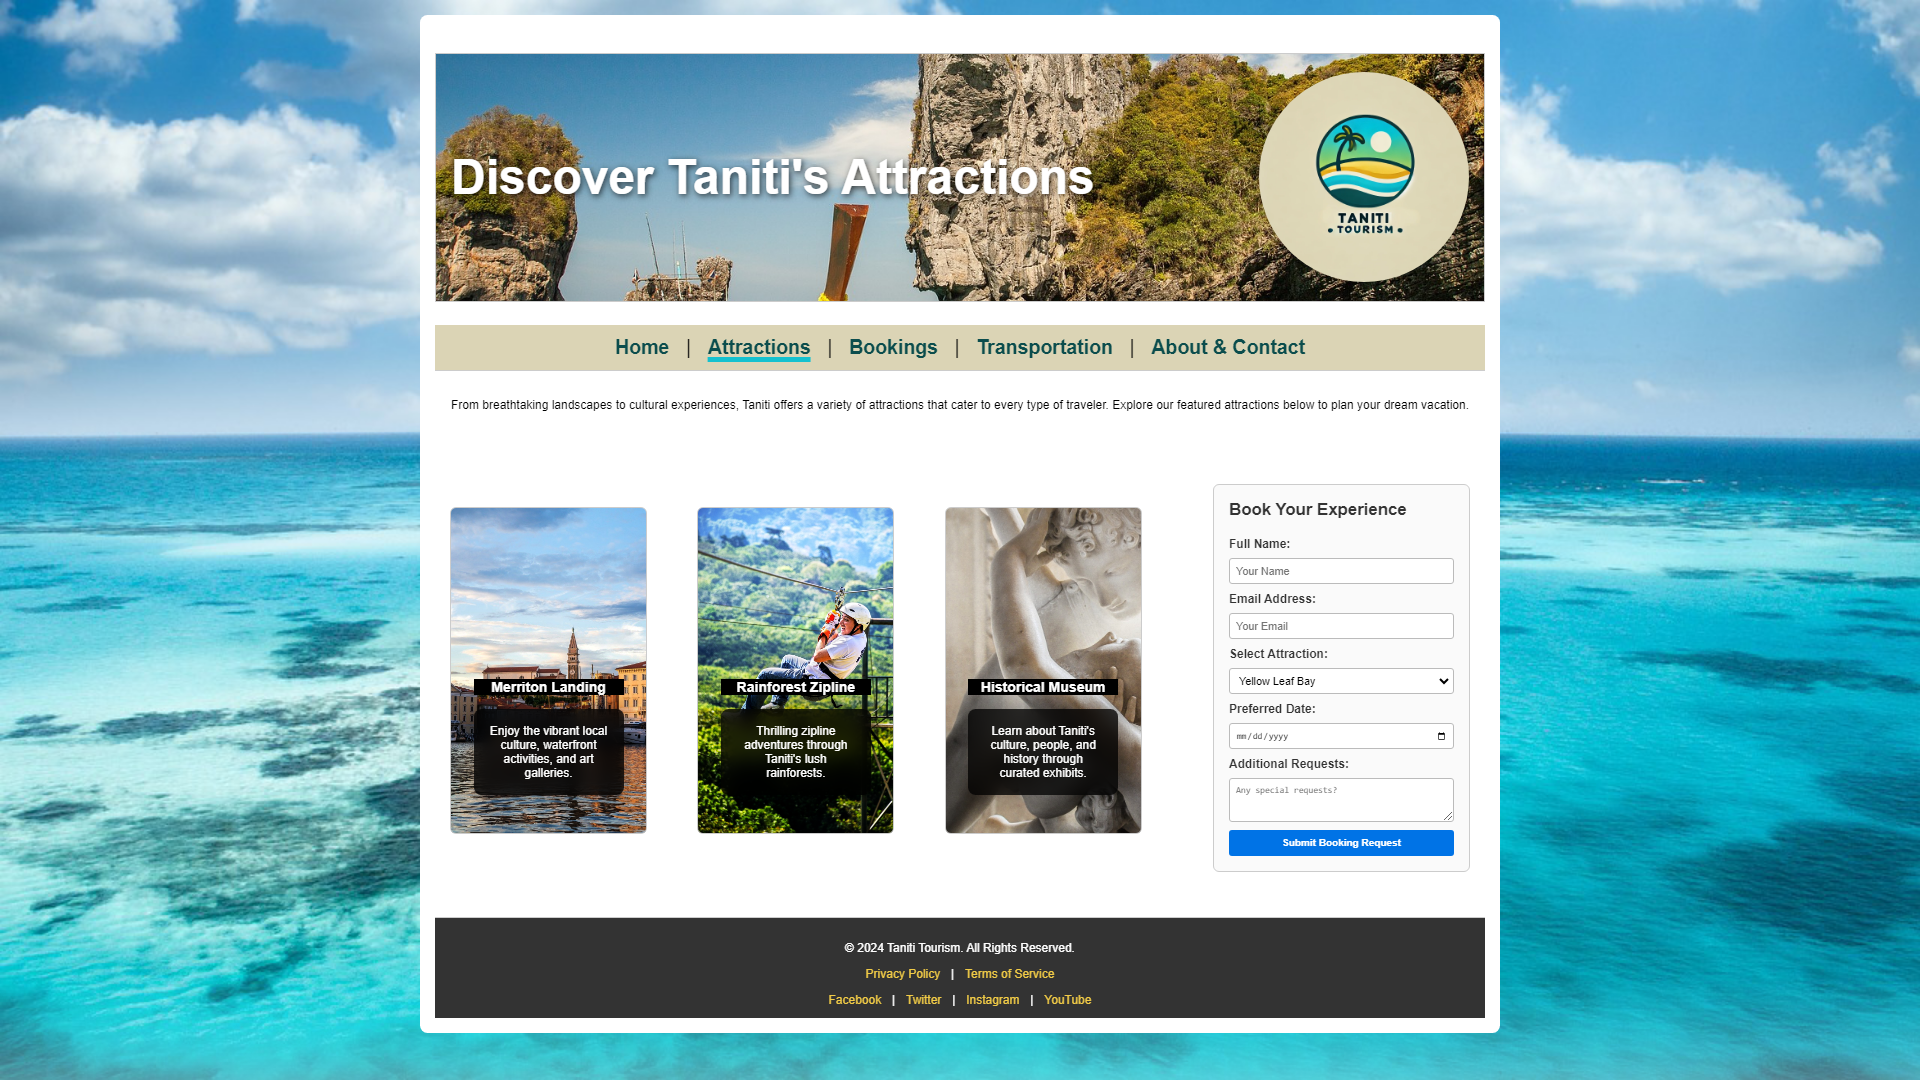 Discover Taniti's Attractions
TANITI
• TOURISM •
Home | Attractions | Bookings | Transportation | About & Contact
From breathtaking landscapes to cultural experiences, Taniti offers a variety of attractions that cater to every type of traveler. Explore our featured attractions below to plan your dream vacation.
Merriton Landing
Enjoy the vibrant local
culture, waterfront
activities, and art
galleries.
Rainforest Zipline
Thrilling zipline
adventures through
Taniti's lush
rainforests.
Historical Museum
Learn about Taniti's
culture, people, and
history through
curated exhibits.
Book Your Experience
Full Name:
Your Name
Email Address:
Your Email
Select Attraction:
Yellow Leaf Bay
Preferred Date:
mm/dd/yyyy
Additional Requests:
Any special requests?
Submit Booking Request
© 2024 Taniti Tourism. All Rights Reserved.
Privacy Policy | Terms of Service
Facebook | Twitter | Instagram | YouTube